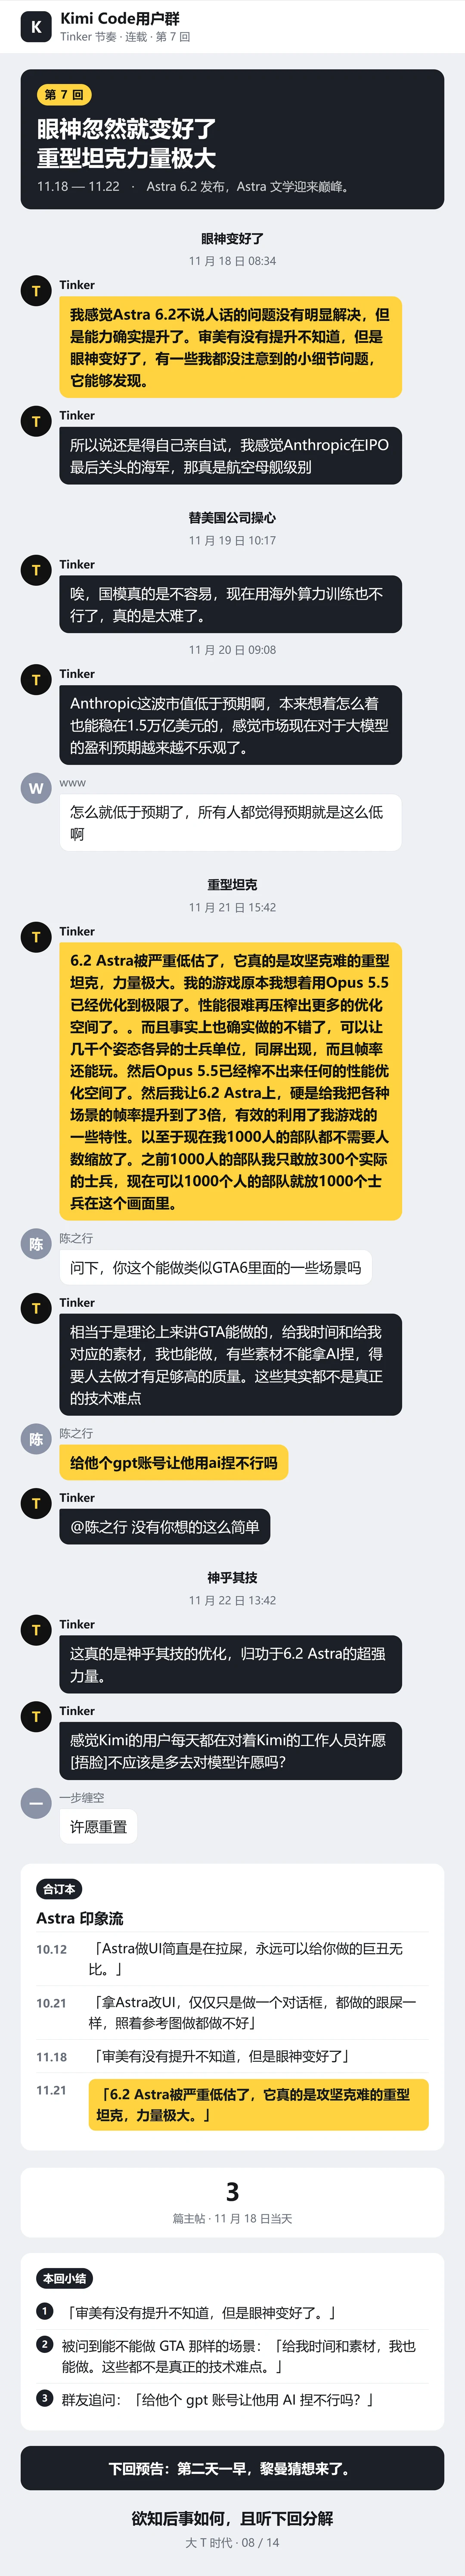 K
Kimi Code用户群
Tinker 节奏 · 连载 · 第 7 回
第 7 回
眼神忽然就变好了
重型坦克力量极大
11.18 — 11.22 · Astra 6.2 发布，Astra 文学迎来巅峰。
眼神变好了
11 月 18 日 08:34
T
Tinker
我感觉Astra 6.2不说人话的问题没有明显解决，但
是能力确实提升了。审美有没有提升不知道，但是
眼神变好了，有一些我都没注意到的小细节问题，
它能够发现。
T
Tinker
所以说还是得自己亲自试，我感觉Anthropic在IPO
最后关头的海军，那真是航空母舰级别
替美国公司操心
11 月 19 日 10:17
T
Tinker
唉，国模真的是不容易，现在用海外算力训练也不
行了，真的是太难了。
11 月 20 日 09:08
T
Tinker
Anthropic这波市值低于预期啊，本来想着怎么着
也能稳在1.5万亿美元的，感觉市场现在对于大模型
的盈利预期越来越不乐观了。
W
www
怎么就低于预期了，所有人都觉得预期就是这么低
啊
重型坦克
11 月 21 日 15:42
T
Tinker
6.2 Astra被严重低估了，它真的是攻坚克难的重型
坦克，力量极大。我的游戏原本我想着用Opus 5.5
已经优化到极限了。性能很难再压榨出更多的优化
空间了。。而且事实上也确实做的不错了，可以让
几千个姿态各异的士兵单位，同屏出现，而且帧率
还能玩。然后Opus 5.5已经榨不出来任何的性能优
化空间了。然后我让6.2 Astra上，硬是给我把各种
场景的帧率提升到了3倍，有效的利用了我游戏的
一些特性。以至于现在我1000人的部队都不需要人
数缩放了。之前1000人的部队我只敢放300个实际
的士兵，现在可以1000个人的部队就放1000个士
兵在这个画面里。
陈
陈之行
问下，你这个能做类似GTA6里面的一些场景吗
T
Tinker
相当于是理论上来讲GTA能做的，给我时间和给我
对应的素材，我也能做，有些素材不能拿AI捏，得
要人去做才有足够高的质量。这些其实都不是真正
的技术难点
陈
陈之行
给他个gpt账号让他用ai捏不行吗
T
Tinker
@陈之行 没有你想的这么简单
神乎其技
11 月 22 日 13:42
T
Tinker
这真的是神乎其技的优化，归功于6.2 Astra的超强
力量。
T
Tinker
感觉Kimi的用户每天都在对着Kimi的工作人员许愿
[捂脸]不应该是多去对模型许愿吗？
一
一步缠空
许愿重置
合订本
Astra 印象流
10.12
「Astra做UI简直是在拉屎，永远可以给你做的巨丑无
比。」
10.21
「拿Astra改UI，仅仅只是做一个对话框，都做的跟屎一
样，照着参考图做都做不好」
11.18
「审美有没有提升不知道，但是眼神变好了」
11.21
「6.2 Astra被严重低估了，它真的是攻坚克难的重型
坦克，力量极大。」
3
篇主帖 · 11 月 18 日当天
本回小结
1 「审美有没有提升不知道，但是眼神变好了。」
2 被问到能不能做 GTA 那样的场景：「给我时间和素材，我也
能做。这些都不是真正的技术难点。」
3 群友追问：「给他个 gpt 账号让他用 AI 捏不行吗？」
下回预告：第二天一早，黎曼猜想来了。
欲知后事如何，且听下回分解
大 T 时代 · 08 / 14